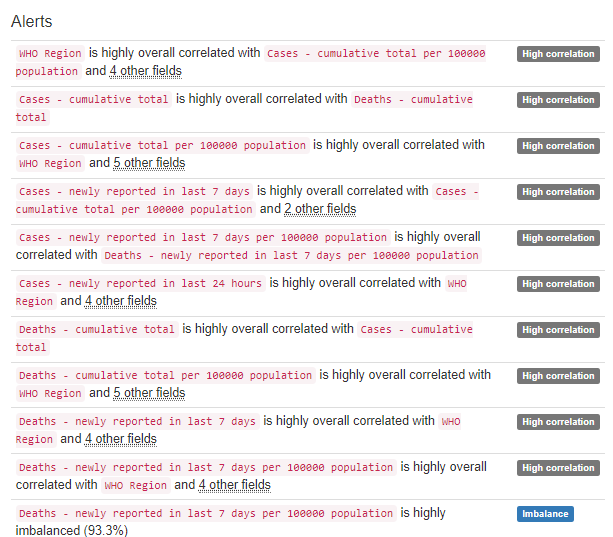 Alerts
WHO Region is highly overall correlated with Cases - cumulative total per 100000 High correlation
population and 4 other fields
Cases - cumulative total is highly overall correlated with Deaths - cumulative High correlation
total
Cases - cumulative total per 100000 population is highly overall correlated with High correlation
WHO Region and 5 other fields
Cases - newly reported in last 7 days is highly overall correlated with Cases - High correlation
cumulative total per 100000 population and 2 other fields
Cases - newly reported in last 7 days per 100000 population is highly overall High correlation
correlated with Deaths - newly reported in last 7 days per 100000 population
Cases - newly reported in last 24 hours is highly overall correlated with WHO High correlation
Region and 4 other fields
Deaths - cumulative total is highly overall correlated with Cases - cumulative High correlation
total
Deaths - cumulative total per 100000 population is highly overall correlated with High correlation
WHO Region and 5 other fields
Deaths - newly reported in last 7 days is highly overall correlated with WHO High correlation
Region and 4 other fields
Deaths - newly reported in last 7 days per 100000 population is highly overall High correlation
correlated with WHO Region and 4 other fields
Deaths - newly reported in last 7 days per 100000 population is highly Imbalance
imbalanced (93.3%)